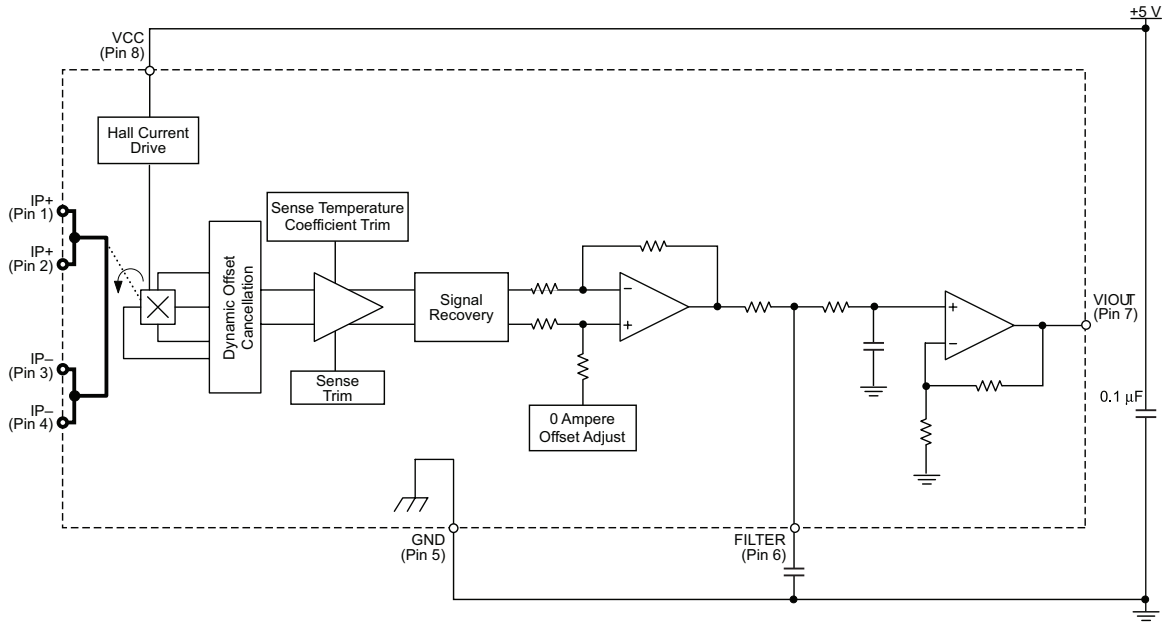 +5 V
VCC
(Pin 8)
Hall Current
Drive
IP+
(Pin 1)
IP+
(Pin 2)
IP–
(Pin 3)
IP–
(Pin 4)
Dynamic Offset
Cancellation
Sense Temperature
Coefficient Trim
Sense
Trim
Signal
Recovery
0 Ampere
Offset Adjust
VIOUT
(Pin 7)
0.1 μF
GND
(Pin 5)
FILTER
(Pin 6)